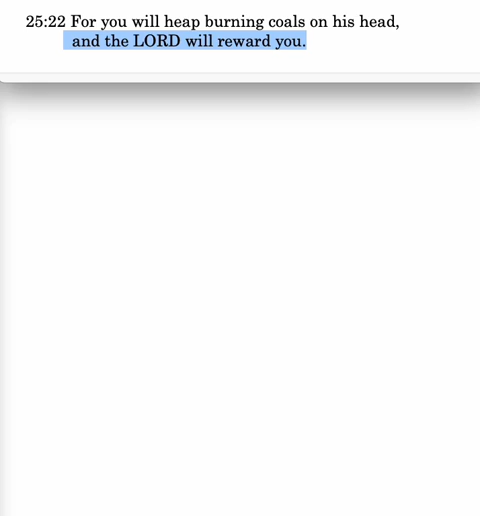 25:22 For you will heap burning coals on his head,
and the LORD will reward you.